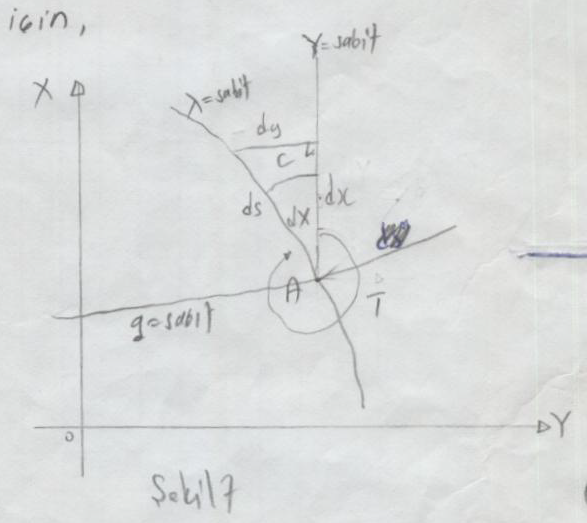 için,
Y=sabit
X
λ=sabit
dy
c
ds
dx
dx
A
T
g=sabit
0
Y
Şekil 7